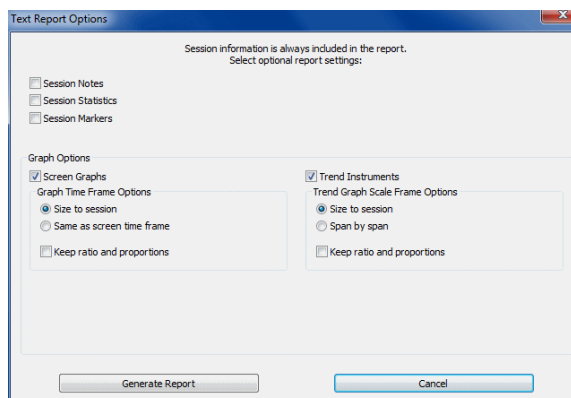 Text Report Options
Session information is always included in the report.
Select optional report settings:
Session Notes
Session Statistics
Session Markers
Graph Options
Screen Graphs
Graph Time Frame Options
Size to session
Same as screen time frame
Keep ratio and proportions
Trend Instruments
Trend Graph Scale Frame Options
Size to session
Span by span
Keep ratio and proportions
Generate Report
Cancel